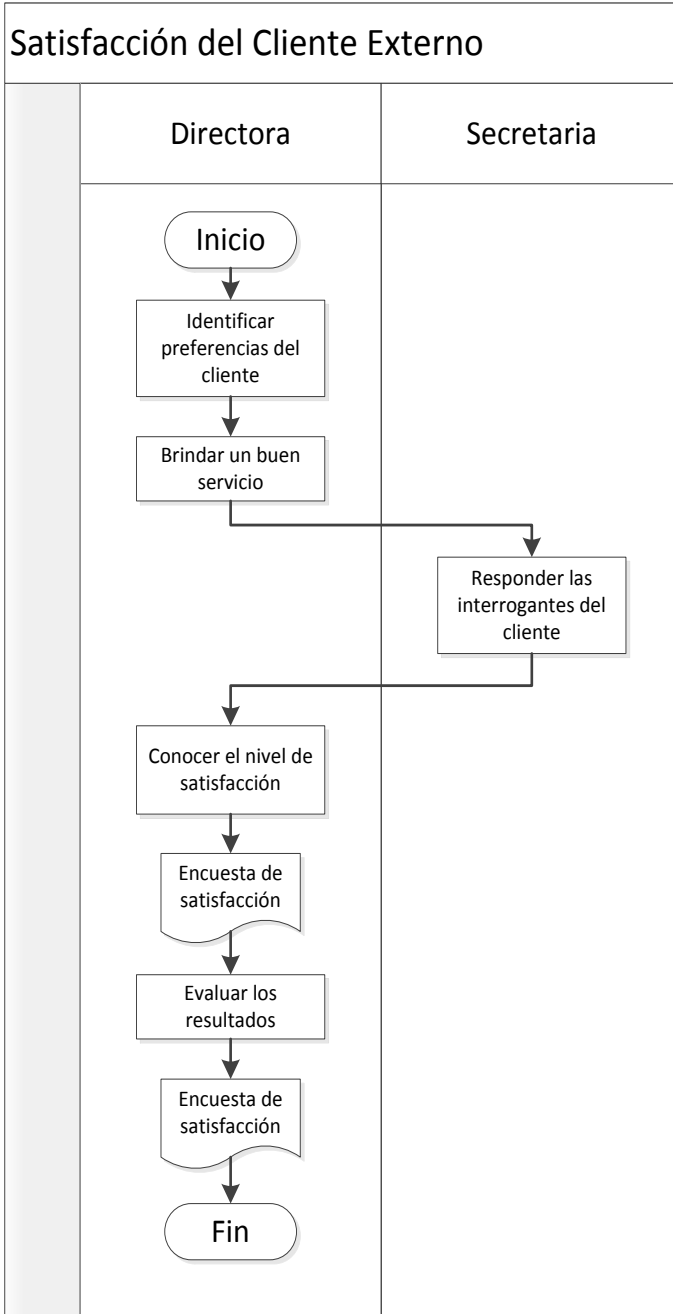 Satisfacción del Cliente Externo
Directora
Secretaria
Inicio
Identificar
preferencias del
cliente
Brindar un buen
servicio
Responder las
interrogantes del
cliente
Conocer el nivel de
satisfacción
Encuesta de
satisfacción
Evaluar los
resultados
Encuesta de
satisfacción
Fin